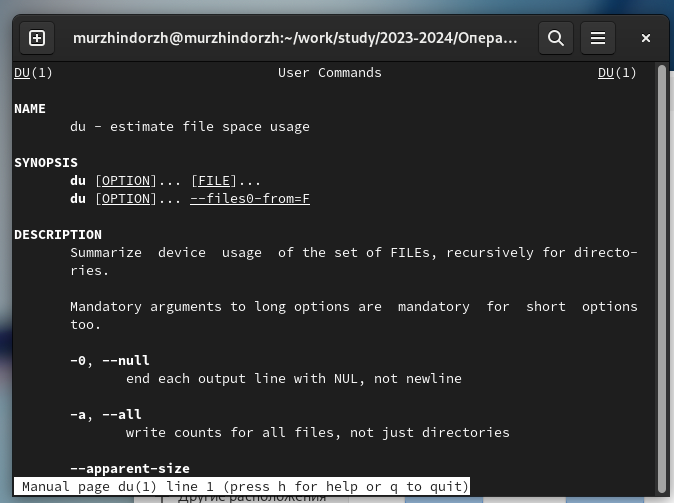 murzhindorzh@murzhindorzh:~/work/study/2023-2024/Опера...
DU(1) User Commands DU(1)
NAME
du - estimate file space usage
SYNOPSIS
du [OPTION]... [FILE]...
du [OPTION]... --files0-from=F
DESCRIPTION
Summarize device usage of the set of FILEs, recursively for directo-
ries.
Mandatory arguments to long options are mandatory for short options
too.
-0, --null
end each output line with NUL, not newline
-a, --all
write counts for all files, not just directories
--apparent-size
Manual page du(1) line 1 (press h for help or q to quit)
Другие расположения